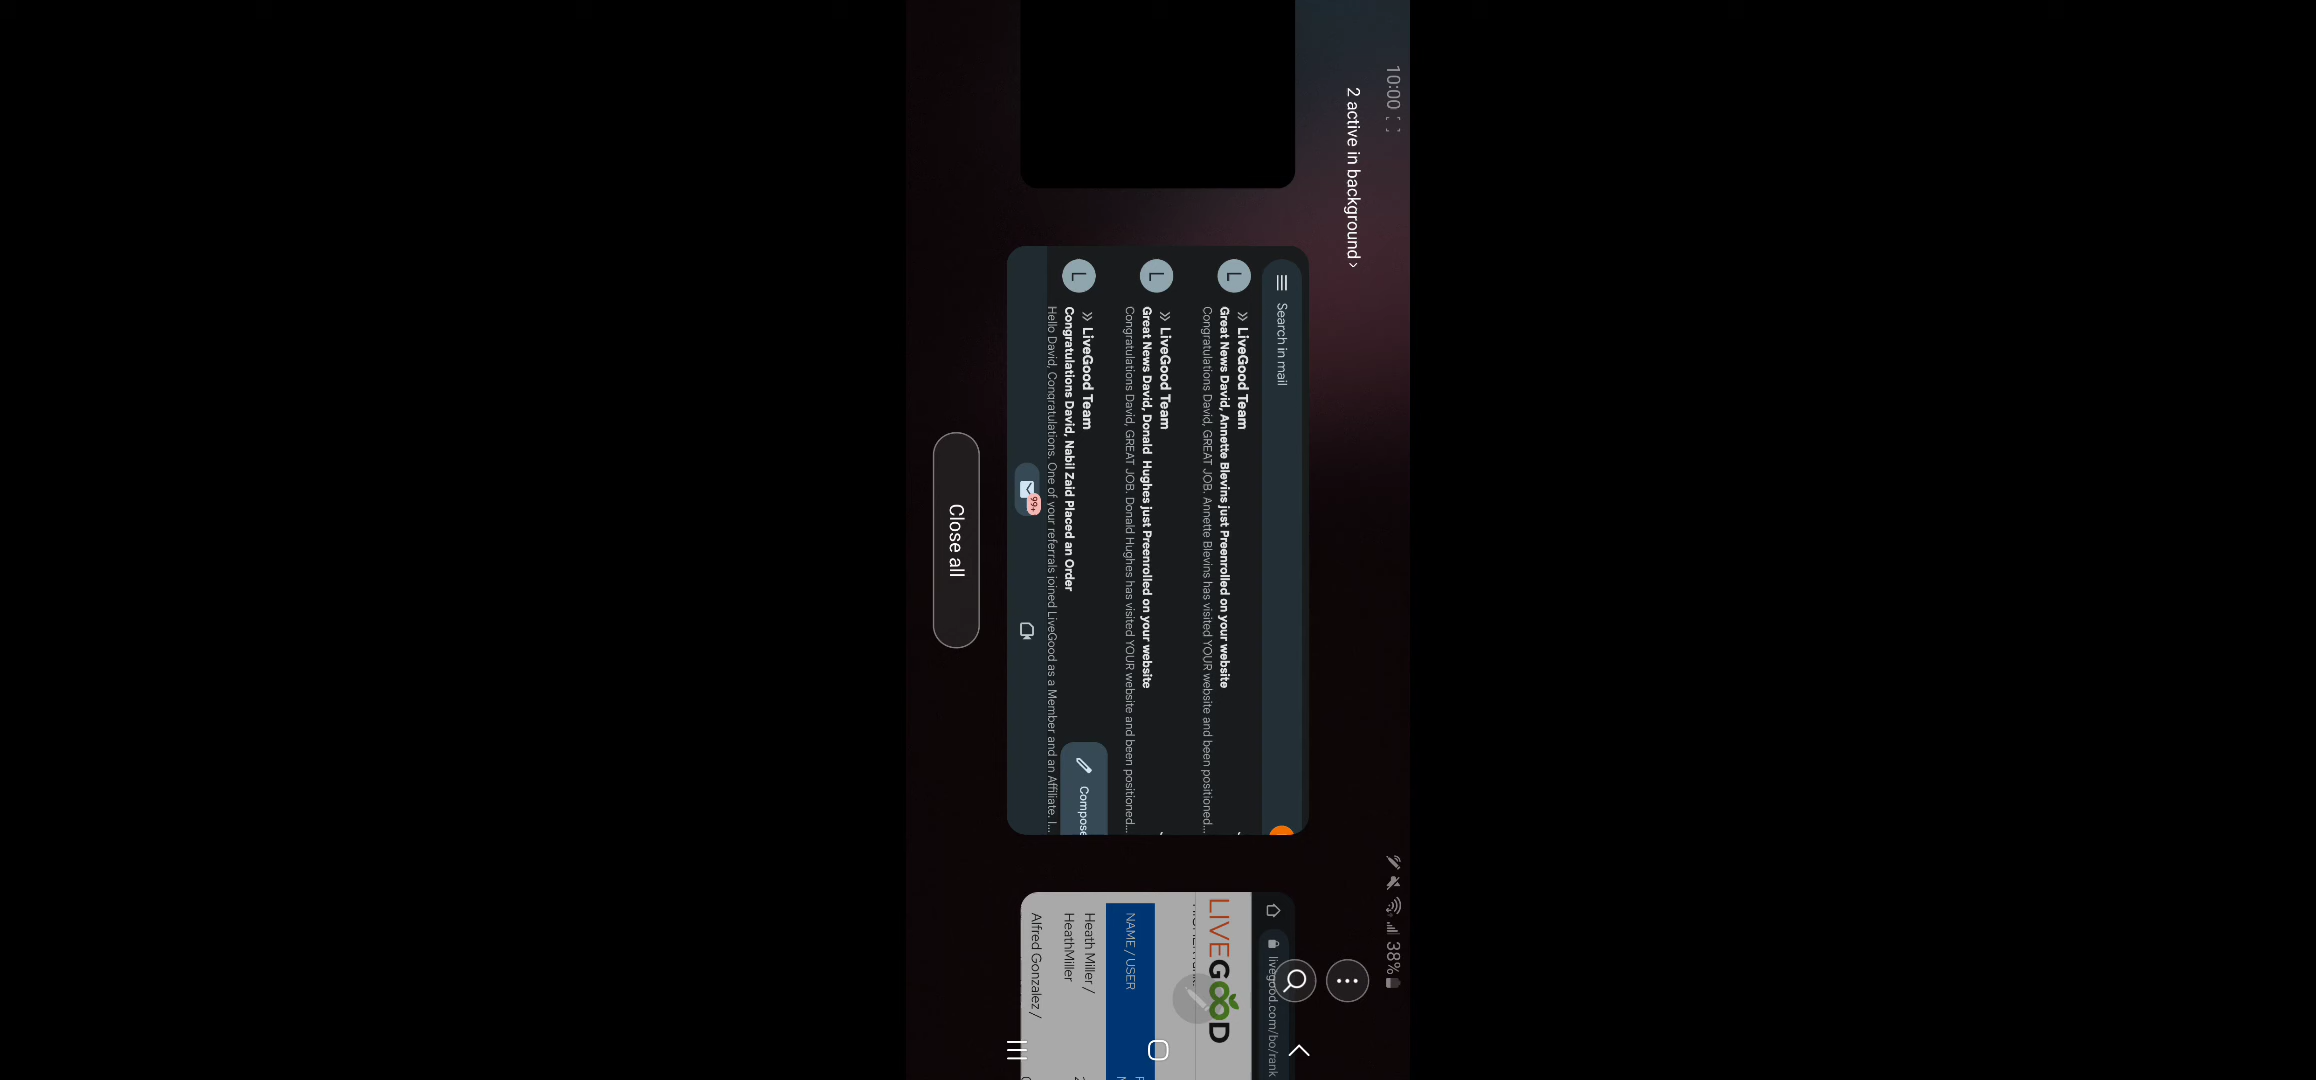 10:00
38%
2 active in background ›
Search in mail
L
» LiveGood Team
Great News David, Annette Blevins just Preenrolled on your website
Congratulations David, GREAT JOB. Annette Blevins has visited YOUR website and been positioned...
L
» LiveGood Team
Great News David, Donald Hughes just Preenrolled on your website
Congratulations David, GREAT JOB. Donald Hughes has visited YOUR website and been positioned...
L
» LiveGood Team
Congratulations David, Nabil Zaid Placed an Order
Hello David, Congratulations. One of your referrals joined LiveGood as a Member and an Affiliate. I...
Compose
99+
livegood.com/bo/rank
LIVEGOOD
NAME / USER
Heath Miller /
HeathMiller
Alfred Gonzalez /
Close all